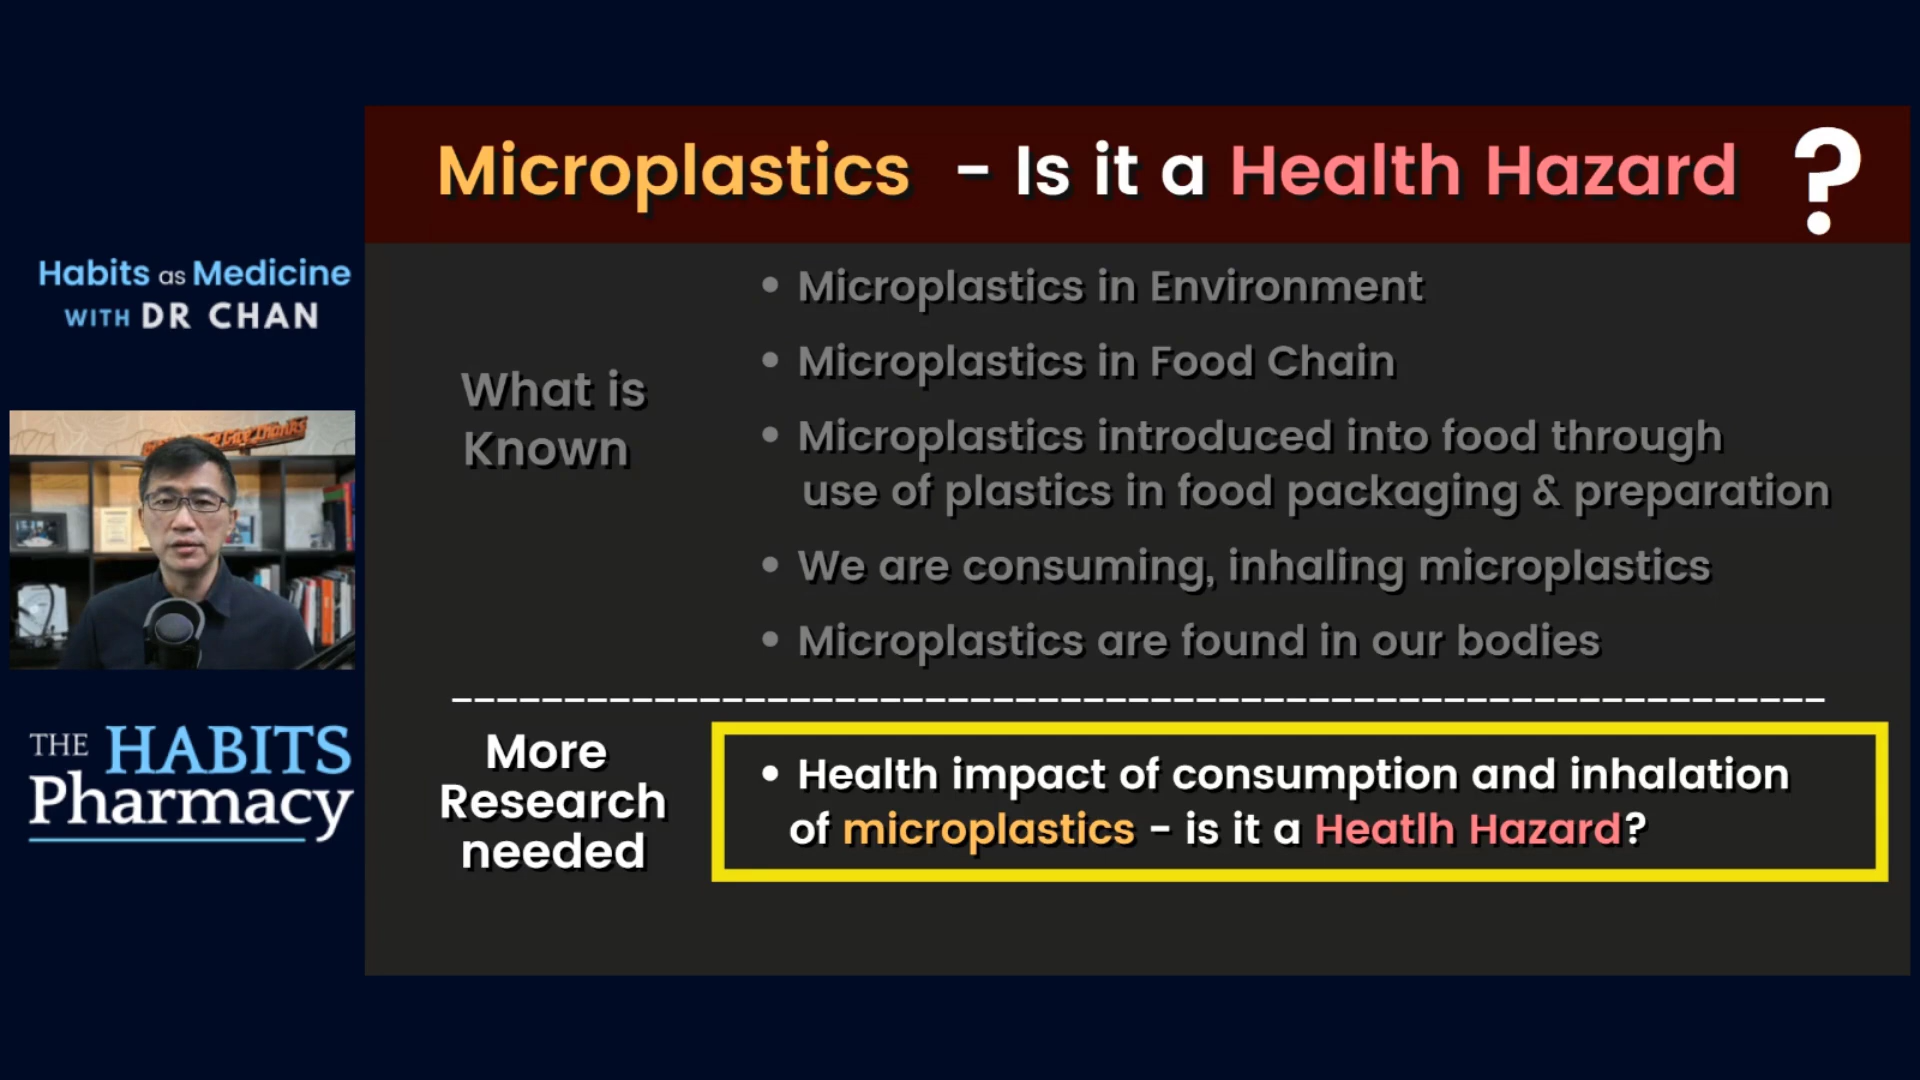 Microplastics - Is it a Health Hazard ?
Habits as Medicine
WITH DR CHAN
What is
Known
• Microplastics in Environment
• Microplastics in Food Chain
• Microplastics introduced into food through
use of plastics in food packaging & preparation
• We are consuming, inhaling microplastics
• Microplastics are found in our bodies
THE HABITS
Pharmacy
More
Research
needed
• Health impact of consumption and inhalation
of microplastics - is it a Heatlh Hazard?